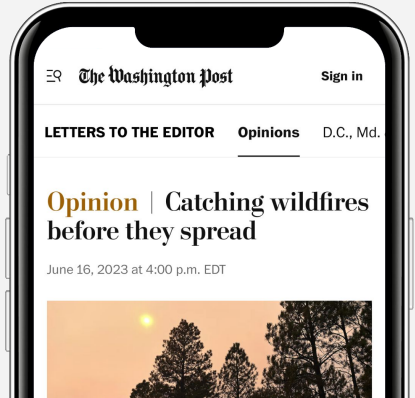 The Washington Post
Sign in
LETTERS TO THE EDITOR Opinions D.C., Md.
Opinion | Catching wildfires
before they spread
June 16, 2023 at 4:00 p.m. EDT